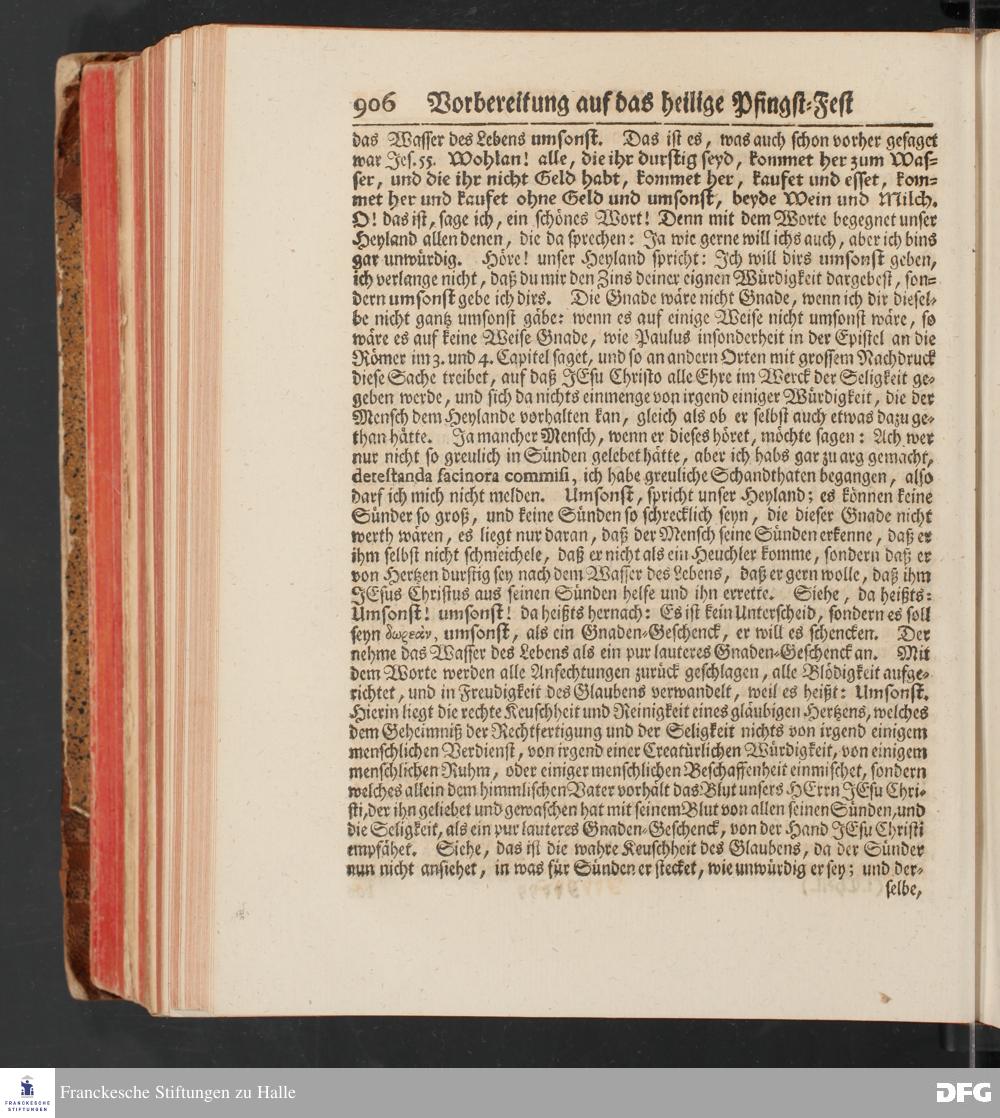 906 Vorbereitung auf das heilige Pfingst-Fest
das Wasser des Lebens umsonst. Das ist es, was auch schon vorher gesaget
war Jes. 55. Wohlan! alle, die ihr durstig seyd, kommet her zum Was-
ser, und die ihr nicht Geld habt, kommet her, kaufet und esset, kom-
met her und kaufet ohne Geld und umsonst, beyde Wein und Milch.
O! das ist, sage ich, ein schönes Wort! Denn mit dem Worte begegnet unser
Heyland allen denen, die da sprechen: Ja wie gerne will ichs auch, aber ich bins
gar unwürdig. Höre! unser Heyland spricht: Ich will dirs umsonst geben,
ich verlange nicht, daß du mir den Zins deiner eignen Würdigkeit dargebest, son-
dern umsonst gebe ich dirs. Die Gnade wäre nicht Gnade, wenn ich dir diesel-
be nicht gantz umsonst gäbe: wenn es auf einige Weise nicht umsonst wäre, so
wäre es auf keine Weise Gnade, wie Paulus insonderheit in der Epistel an die
Römer im 3. und 4. Capitel saget, und so an andern Orten mit grossem Nachdruck
diese Sache treibet, auf daß JEsu Christo alle Ehre im Werck der Seligkeit ge-
geben werde, und sich da nichts einmenge von irgend einiger Würdigkeit, die der
Mensch dem Heylande vorhalten kan, gleich als ob er selbst auch etwas dazu ge-
than hätte. Ja mancher Mensch, wenn er dieses höret, möchte sagen: Ach wer
nur nicht so greulich in Sünden gelebet hätte, aber ich habs gar zu arg gemacht,
detestanda facinora commisi, ich habe greuliche Schandthaten begangen, also
darf ich mich nicht melden. Umsonst, spricht unser Heyland; es können keine
Sünder so groß, und keine Sünden so schrecklich seyn, die dieser Gnade nicht
werth wären, es liegt nur daran, daß der Mensch seine Sünden erkenne, daß er
ihm selbst nicht schmeichele, daß er nicht als ein Heuchler komme, sondern daß er
von Hertzen durstig sey nach dem Wasser des Lebens, daß er gern wolle, daß ihm
JEsus Christus aus seinen Sünden helfe und ihn errette. Siehe, da heißts:
Umsonst! umsonst! da heißts hernach: Es ist kein Unterscheid, sondern es soll
seyn δωρεὰν, umsonst, als ein Gnaden-Geschenck, er will es schencken. Der
nehme das Wasser des Lebens als ein pur lauteres Gnaden-Geschenck an. Mit
dem Worte werden alle Anfechtungen zurück geschlagen, alle Blödigkeit aufge-
richtet, und in Freudigkeit des Glaubens verwandelt, weil es heißt: Umsonst.
Hierin liegt die rechte Keuschheit und Reinigkeit eines gläubigen Hertzens, welches
dem Geheimniß der Rechtfertigung und der Seligkeit nichts von irgend einigem
menschlichen Verdienst, von irgend einer Creatürlichen Würdigkeit, von einigem
menschlichen Ruhm, oder einiger menschlichen Beschaffenheit einmischet, sondern
welches allein dem himmlischen Vater vorhält das Blut unsers HErrn JEsu Chri-
sti, der ihn geliebet und gewaschen hat mit seinem Blut von allen seinen Sünden, und
die Seligkeit, als ein pur lauteres Gnaden-Geschenck, von der Hand JEsu Christi
empfähet. Siehe, das ist die wahre Keuschheit des Glaubens, da der Sünder
nun nicht ansiehet, in was für Sünden er stecket, wie unwürdig er sey; und der-
selbe,
FRANCKESCHE
STIFTUNGEN
Franckesche Stiftungen zu Halle
DFG